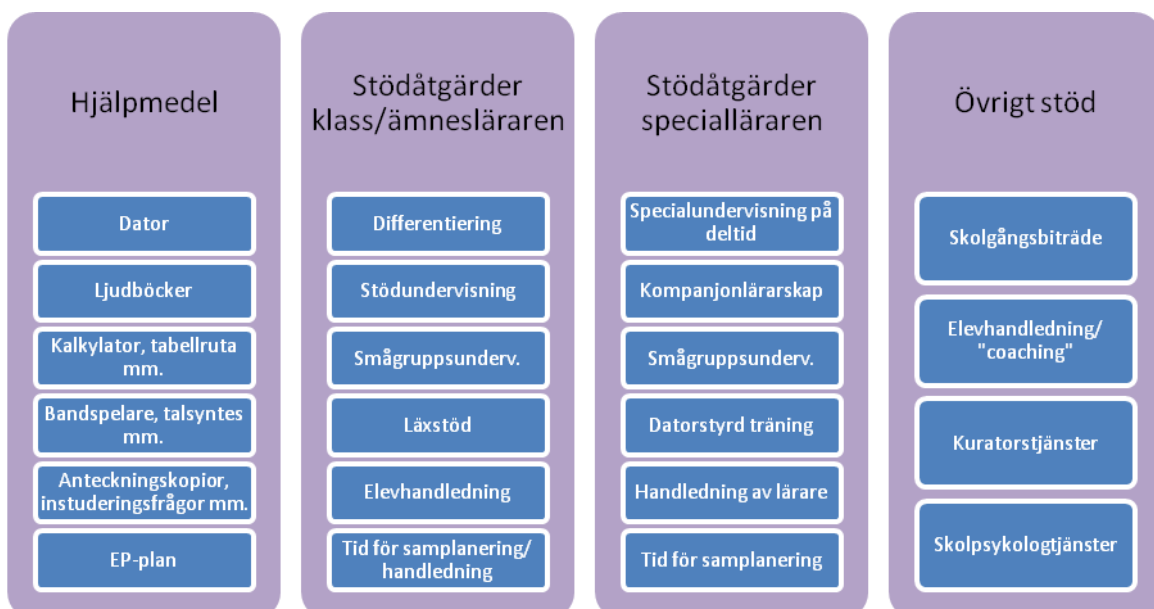 Hjälpmedel
Dator
Ljudböcker
Kalkylator, tabellruta
mm.
Bandspelare, talsyntes
mm.
Anteckningskopior,
instuderingsfrågor mm.
EP-plan
Stödåtgärder
klass/ämnesläraren
Differentiering
Stödundervisning
Smågruppsunderv.
Läxstöd
Elevhandledning
Tid för samplanering/
handledning
Stödåtgärder
specialläraren
Specialundervisning på
deltid
Kompanjonlärarskap
Smågruppsunderv.
Datorstyrd träning
Handledning av lärare
Tid för samplanering
Övrigt stöd
Skolgångsbiträde
Elevhandledning/
"coaching"
Kuratorstjänster
Skolpsykologtjänster